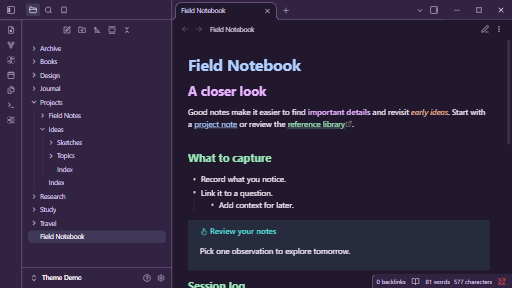 Field Notebook
Field Notebook
Archive
Books
Design
Journal
Projects
Field Notes
Ideas
Sketches
Topics
Index
Index
Research
Study
Travel
Field Notebook
Theme Demo
Field Notebook
A closer look
Good notes make it easier to find important details and revisit early ideas. Start with
a project note or review the reference library.
What to capture
Record what you notice.
Link it to a question.
Add context for later.
Review your notes
Pick one observation to explore tomorrow.
Session log
0 backlinks 81 words 577 characters